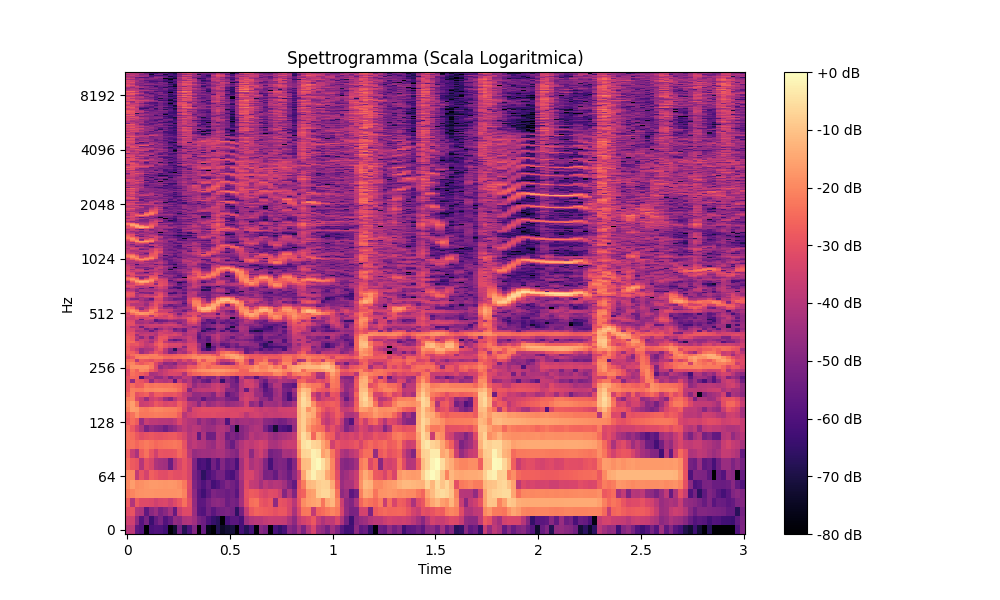 Spettrogramma (Scala Logaritmica)
Hz
8192
4096
2048
1024
512
256
128
64
0
0
0.5
1
1.5
2
2.5
3
Time
+0 dB
-10 dB
-20 dB
-30 dB
-40 dB
-50 dB
-60 dB
-70 dB
-80 dB